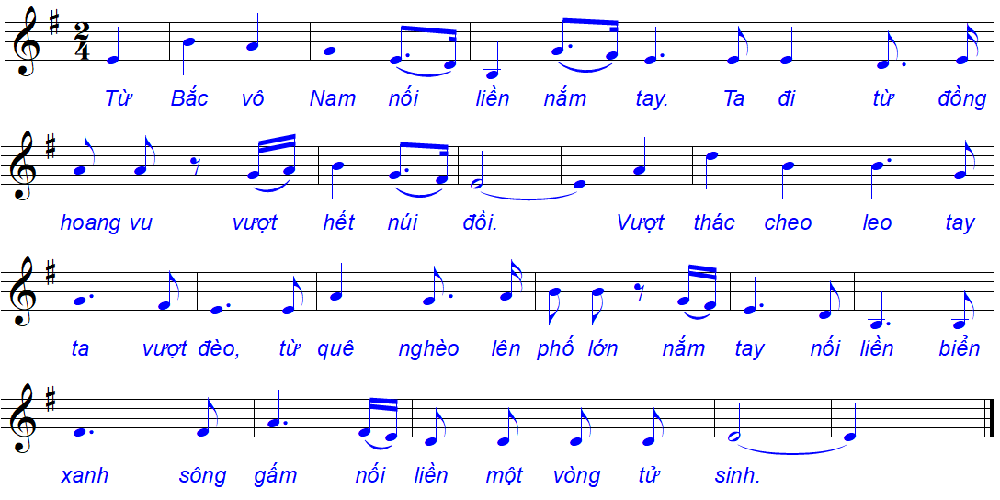 2
4
Từ Bắc vô Nam nối liền nắm tay. Ta đi từ đồng
hoang vu vượt hết núi đồi. Vượt thác cheo leo tay
ta vượt đèo, từ quê nghèo lên phố lớn nắm tay nối liền biển
xanh sông gấm nối liền một vòng tử sinh.